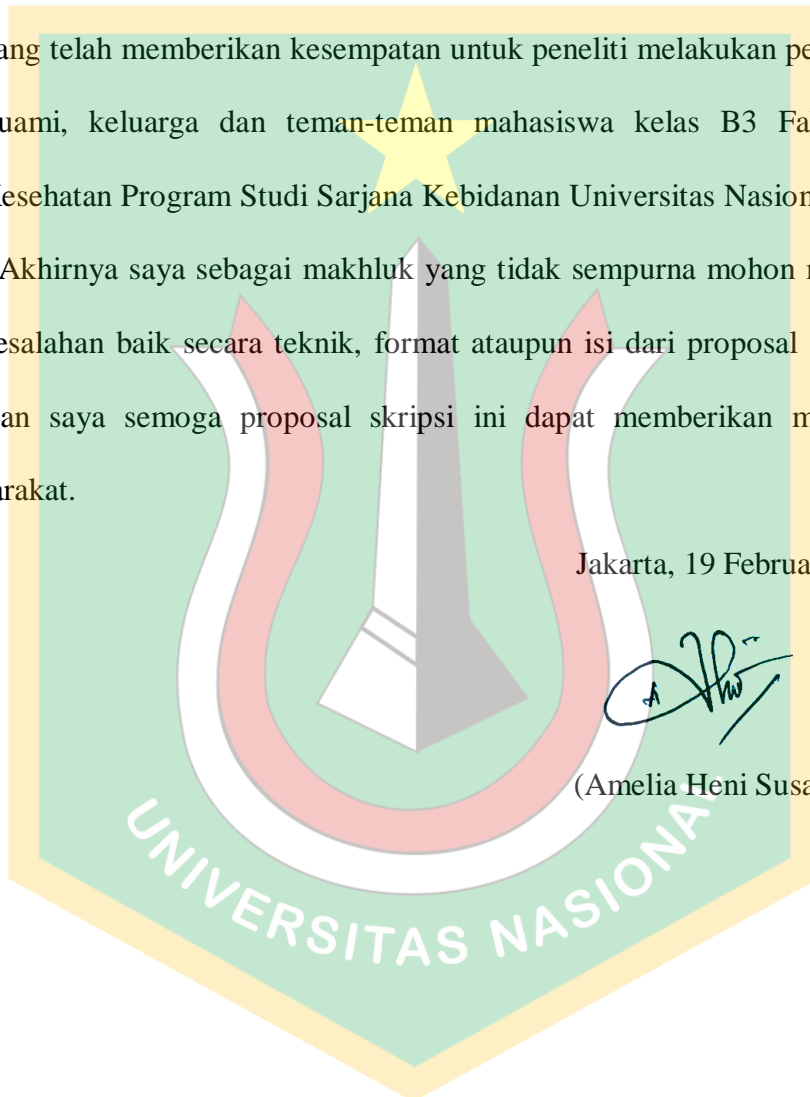 ang telah memberikan kesempatan untuk peneliti melakukan pe
uami, keluarga dan teman-teman mahasiswa kelas B3 Fa
esehatan Program Studi Sarjana Kebidanan Universitas Nasion
Akhirnya saya sebagai makhluk yang tidak sempurna mohon m
esalahan baik secara teknik, format ataupun isi dari proposal
an saya semoga proposal skripsi ini dapat memberikan m
arakat.
Jakarta, 19 Februa
(Amelia Heni Susa
UNIVERSITAS NASIONAL